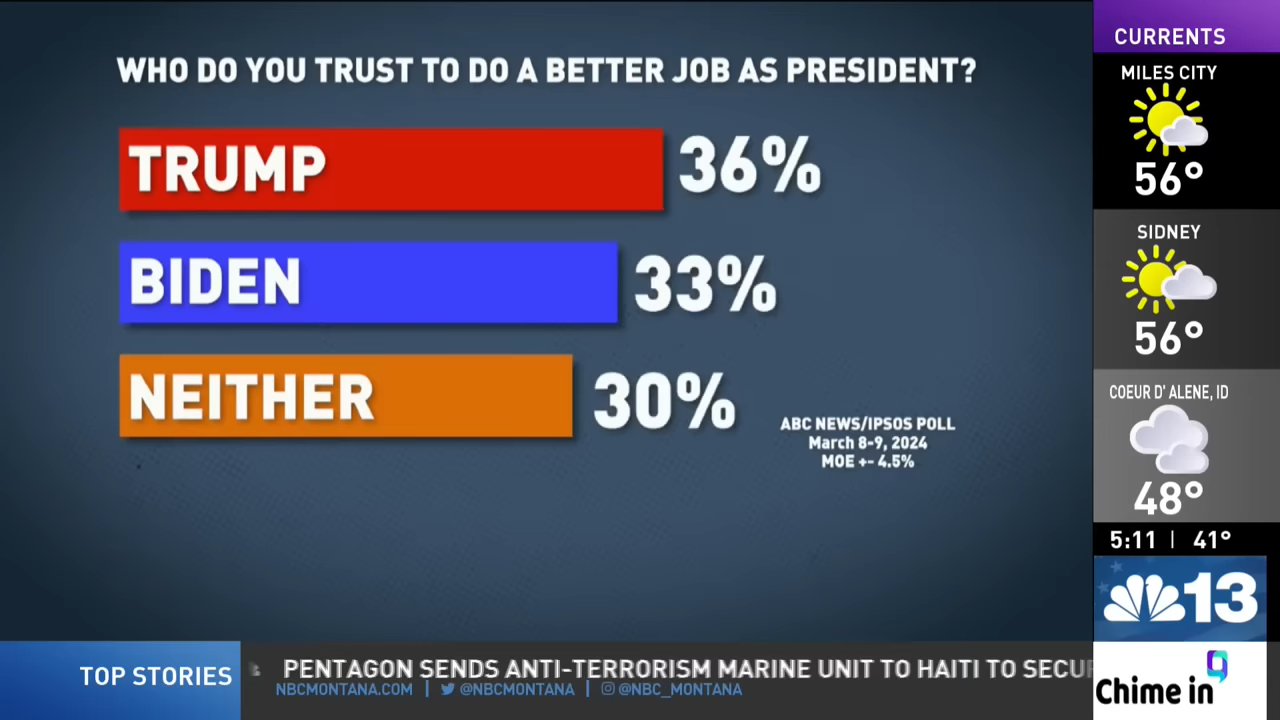 WHO DO YOU TRUST TO DO A BETTER JOB AS PRESIDENT?
TRUMP 36%
BIDEN 33%
NEITHER 30%
ABC NEWS/IPSOS POLL
March 8-9, 2024
MOE +- 4.5%
CURRENTS
MILES CITY
56°
SIDNEY
56°
COEUR D' ALENE, ID
48°
5:11 | 41°
13
TOP STORIES
PENTAGON SENDS ANTI-TERRORISM MARINE UNIT TO HAITI TO SECU
NBCMONTANA.COM | @NBCMONTANA | @NBC_MONTANA
Chime in